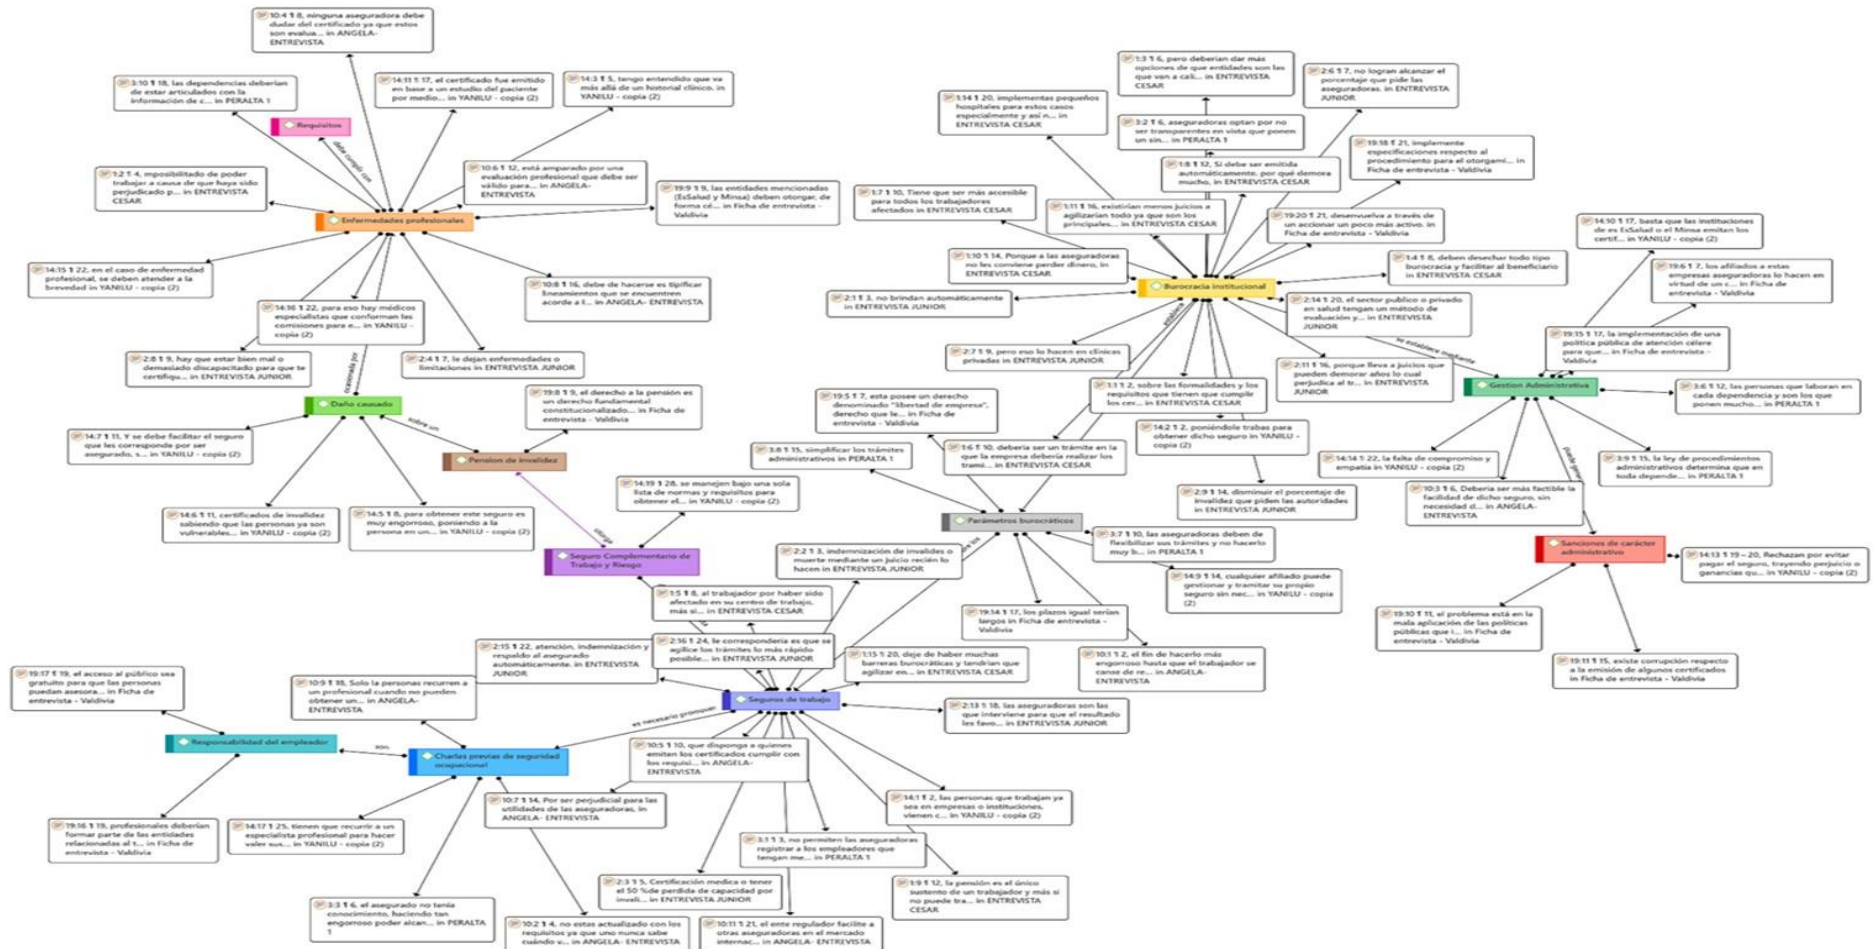 10:4 ¶ 8, ninguna aseguradora debe
dudar del certificado ya que estos
son evalua... in ANGELA-
ENTREVISTA
3:10 ¶ 18, las dependencias deberían
de estar articulados con la
información de c... in PERALTA 1
14:11 ¶ 17, el certificado fue emitido
en base a un estudio del paciente
por medio... in YANILU - copia (2)
14:3 ¶ 5, tengo entendido que va
más allá de un historial clínico. in
YANILU - copia (2)
Requisitos
debe cumplir con
1:2 ¶ 4, mposibilitado de poder
trabajar a causa de que haya sido
perjudicado p... in ENTREVISTA
CESAR
10:6 ¶ 12, está amparado por una
evaluación profesional que debe ser
válido para... in ANGELA-
ENTREVISTA
19:9 ¶ 9, las entidades mencionadas
(EsSalud y Minsa) deben otorgar, de
forma cé... in Ficha de entrevista -
Valdivia
Enfermedades profesionales
14:15 ¶ 22, en el caso de enfermedad
profesional, se deben atender a la
brevedad in YANILU - copia (2)
10:8 ¶ 16, debe de hacerse es tipificar
lineamientos que se encuentren
acorde a l... in ANGELA- ENTREVISTA
14:16 ¶ 22, para eso hay médicos
especialistas que conforman las
comisiones para e... in YANILU -
copia (2)
2:8 ¶ 9, hay que estar bien mal o
demasiado discapacitado para que te
certifiqu... in ENTREVISTA JUNIOR
2:4 ¶ 7, le dejan enfermedades o
limitaciones in ENTREVISTA JUNIOR
ocasionada por
Daño causado
19:8 ¶ 9, el derecho a la pensión es
un derecho fundamental
constitucionalizado... in Ficha de
entrevista - Valdivia
14:7 ¶ 11, Y se debe facilitar el seguro
que les corresponde por ser
asegurado, s... in YANILU - copia (2)
sobre un
Pension de Invalidez
14:6 ¶ 11, certificados de invalidez
sabiendo que las personas ya son
vulnerables... in YANILU - copia (2)
14:5 ¶ 8, para obtener este seguro es
muy engorroso, poniendo a la
persona en un... in YANILU - copia (2)
14:19 ¶ 28, se manejen bajo una sola
lista de normas y requisitos para
obtener el... in YANILU - copia (2)
otorga
Seguro Complementario de
Trabajo y Riesgo
1:3 ¶ 6, pero deberían dar más
opciones de que entidades son las
que van a cali... in ENTREVISTA
CESAR
2:6 ¶ 7, no logran alcanzar el
porcentaje que pide las
aseguradoras. in ENTREVISTA
JUNIOR
1:14 ¶ 20, implementas pequeños
hospitales para estos casos
especialmente y así n... in
ENTREVISTA CESAR
3:2 ¶ 6, aseguradoras optan por no
ser transparentes en vista que ponen
un sin... in PERALTA 1
19:18 ¶ 21, implemente
especificaciones respecto al
procedimiento para el otorgami... in
Ficha de entrevista - Valdivia
1:8 ¶ 12, Si debe ser emitida
automáticamente. por qué demora
mucho, in ENTREVISTA CESAR
1:7 ¶ 10, Tiene que ser más accesible
para todos los trabajadores
afectados in ENTREVISTA CESAR
1:11 ¶ 16, existirían menos juicios a
agilizarían todo ya que son los
principales... in ENTREVISTA CESAR
19:20 ¶ 21, desenvuelva a través de
un accionar un poco más activo. in
Ficha de entrevista - Valdivia
1:10 ¶ 14, Porque a las aseguradoras
no les conviene perder dinero, in
ENTREVISTA CESAR
1:4 ¶ 8, deben desechar todo tipo
burocracia y facilitar al beneficiario
in ENTREVISTA CESAR
Burocracia institucional
2:1 ¶ 3, no brindan automáticamente
in ENTREVISTA JUNIOR
2:14 ¶ 20, el sector publico o privado
en salud tengan un método de
evaluación y... in ENTREVISTA
JUNIOR
establece
2:7 ¶ 9, pero eso lo hacen en clínicas
privadas in ENTREVISTA JUNIOR
2:11 ¶ 16, porque lleva a juicios que
pueden demorar años lo cual
perjudica al tr... in ENTREVISTA
JUNIOR
se establece mediante
1:1 ¶ 2, sobre las formalidades y los
requisitos que tienen que cumplir
los cer... in ENTREVISTA CESAR
14:2 ¶ 2, poniéndole trabas para
obtener dicho seguro in YANILU -
copia (2)
2:9 ¶ 14, disminuir el porcentaje de
invalidez que piden las autoridades
in ENTREVISTA JUNIOR
14:10 ¶ 17, basta que las instituciones
de es EsSalud o el Minsa emitan los
certif... in YANILU - copia (2)
19:6 ¶ 7, los afiliados a estas
empresas aseguradoras lo hacen en
virtud de un c... in Ficha de
entrevista - Valdivia
19:15 ¶ 17, la implementación de una
política pública de atención célere
para que... in Ficha de entrevista -
Valdivia
Gestion Administrativa
3:6 ¶ 12, las personas que laboran en
cada dependencia y son los que
ponen mucho... in PERALTA 1
14:14 ¶ 22, la falta de compromiso y
empatía in YANILU - copia (2)
3:9 ¶ 15, la ley de procedimientos
administrativos determina que en
toda depende... in PERALTA 1
10:3 ¶ 6, Debería ser más factible la
facilidad de dicho seguro, sin
necesidad d... in ANGELA-
ENTREVISTA
Sanciones de carácter
administrativo
14:13 ¶ 19 – 20, Rechazan por evitar
pagar el seguro, trayendo perjuicio o
ganancias qu... in YANILU - copia (2)
19:10 ¶ 11, el problema está en la
mala aplicación de las políticas
públicas que i... in Ficha de
entrevista - Valdivia
19:11 ¶ 15, existe corrupción respecto
a la emisión de algunos certificados
in Ficha de entrevista - Valdivia
19:5 ¶ 7, esta posee un derecho
denominado "libertad de empresa",
derecho que le... in Ficha de
entrevista - Valdivia
3:8 ¶ 15, simplificar los trámites
administrativos in PERALTA 1
1:6 ¶ 10, debería ser un trámite en la
que la empresa debería realizar los
trami... in ENTREVISTA CESAR
Parámetros burocráticos
3:7 ¶ 10, las aseguradoras deben de
flexibilizar sus trámites y no hacerlo
muy b... in PERALTA 1
14:9 ¶ 14, cualquier afiliado puede
gestionar y tramitar su propio
seguro sin nec... in YANILU - copia
(2)
19:14 ¶ 17, los plazos igual serían
largos in Ficha de entrevista -
Valdivia
10:1 ¶ 2, el fin de hacerlo más
engorroso hasta que el trabajador se
canse de re... in ANGELA-
ENTREVISTA
2:2 ¶ 3, indemnización de invalides o
muerte mediante un juicio recién lo
hacen in ENTREVISTA JUNIOR
1:5 ¶ 8, al trabajador por haber sido
afectado en su centro de trabajo,
más si... in ENTREVISTA CESAR
2:15 ¶ 22, atención, indemnización y
respaldo al asegurado
automáticamente. in ENTREVISTA
JUNIOR
2:16 ¶ 24, le correspondería es que se
agilice los trámites lo más rápido
posible... in ENTREVISTA JUNIOR
1:15 ¶ 20, deje de haber muchas
barreras burocráticas y tendrían que
agilizar en... in ENTREVISTA CESAR
Seguros de trabajo
2:13 ¶ 18, las aseguradoras son las
que interviene para que el resultado
les favo... in ENTREVISTA JUNIOR
es necesario promover
19:17 ¶ 19, el acceso al público sea
gratuito para que las personas
puedan asesora... in Ficha de
entrevista - Valdivia
10:9 ¶ 18, Solo la personas recurren a
un profesional cuando no pueden
obtener un... in ANGELA-
ENTREVISTA
Responsabilidad del empleador
son
Charlas previas de seguridad
ocupacional
10:5 ¶ 10, que disponga a quienes
emiten los certificados cumplir con
los requisi... in ANGELA-
ENTREVISTA
10:7 ¶ 14, Por ser perjudicial para las
utilidades de las aseguradoras, in
ANGELA- ENTREVISTA
14:1 ¶ 2, las personas que trabajan ya
sea en empresas o instituciones,
vienen c... in YANILU - copia (2)
19:16 ¶ 19, profesionales deberían
formar parte de las entidades
relacionadas al t... in Ficha de
entrevista - Valdivia
14:17 ¶ 25, tienen que recurrir a un
especialista profesional para hacer
valer sus... in YANILU - copia (2)
3:1 ¶ 3, no permiten las aseguradoras
registrar a los empleadores que
tengan me... in PERALTA 1
2:3 ¶ 5, Certificación medica o tener
el 50 %de perdida de capacidad por
invali... in ENTREVISTA JUNIOR
1:9 ¶ 12, la pensión es el único
sustento de un trabajador y más si
no puede tra... in ENTREVISTA
CESAR
3:3 ¶ 6, el asegurado no tenía
conocimiento, haciendo tan
engorroso poder alcan... in PERALTA
1
10:2 ¶ 4, no estas actualizado con los
requisitos ya que uno nunca sabe
cuándo v... in ANGELA- ENTREVISTA
10:11 ¶ 21, el ente regulador facilite a
otras aseguradoras en el mercado
internac... in ANGELA- ENTREVISTA